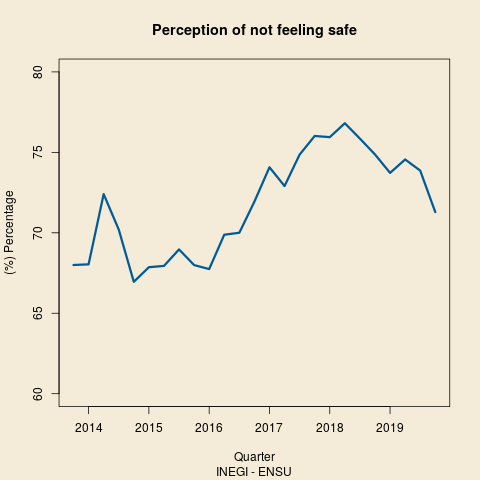 Perception of not feeling safe
80
75
70
65
60
(%) Percentage
2014 2015 2016 2017 2018 2019
Quarter
INEGI - ENSU